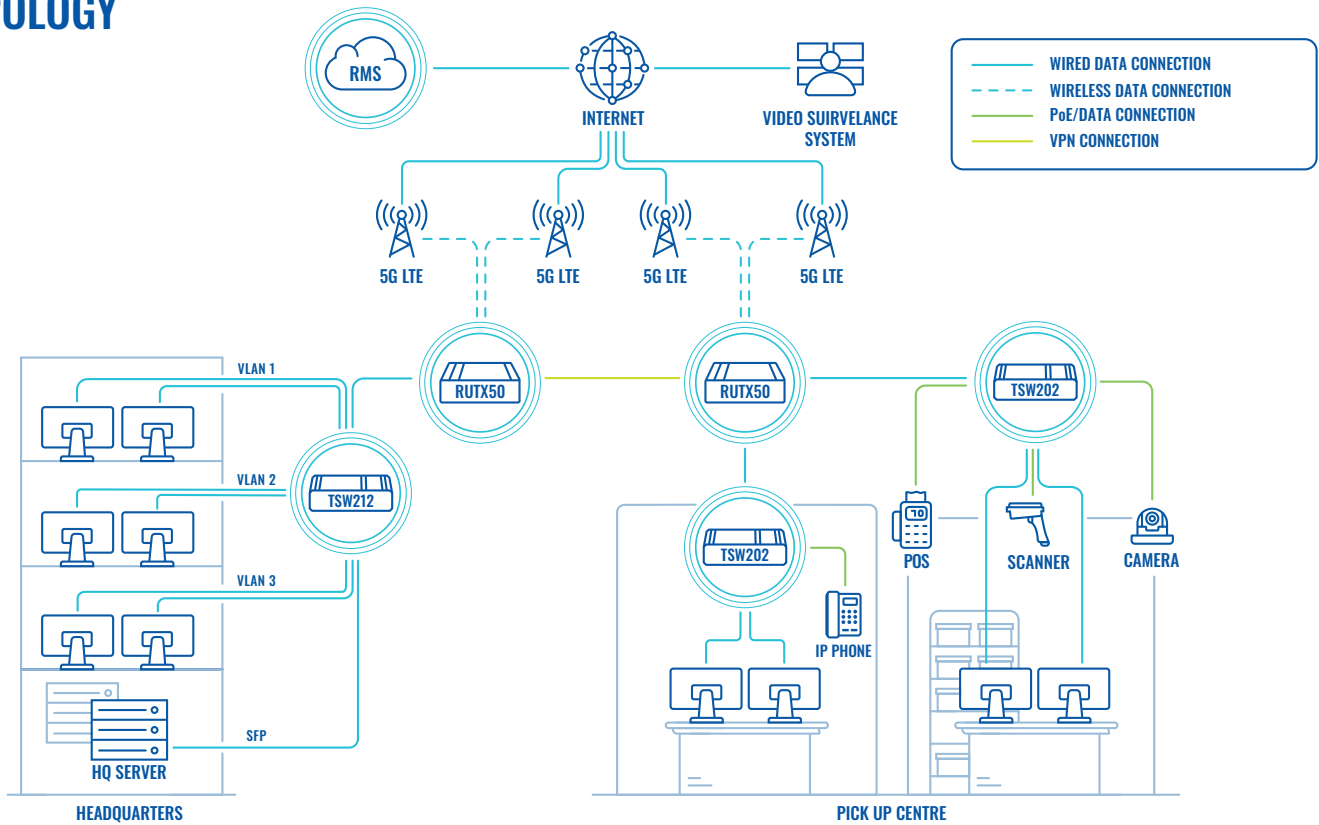 OLOGY
RMS
INTERNET
VIDEO SUIRVELANCE
SYSTEM
WIRED DATA CONNECTION
WIRELESS DATA CONNECTION
PoE/DATA CONNECTION
VPN CONNECTION
5G LTE
5G LTE
5G LTE
5G LTE
VLAN 1
RUTX50
RUTX50
TSW202
VLAN 2
TSW212
70
TSW202
POS
SCANNER
CAMERA
VLAN 3
IP PHONE
SFP
HQ SERVER
HEADQUARTERS
PICK UP CENTRE